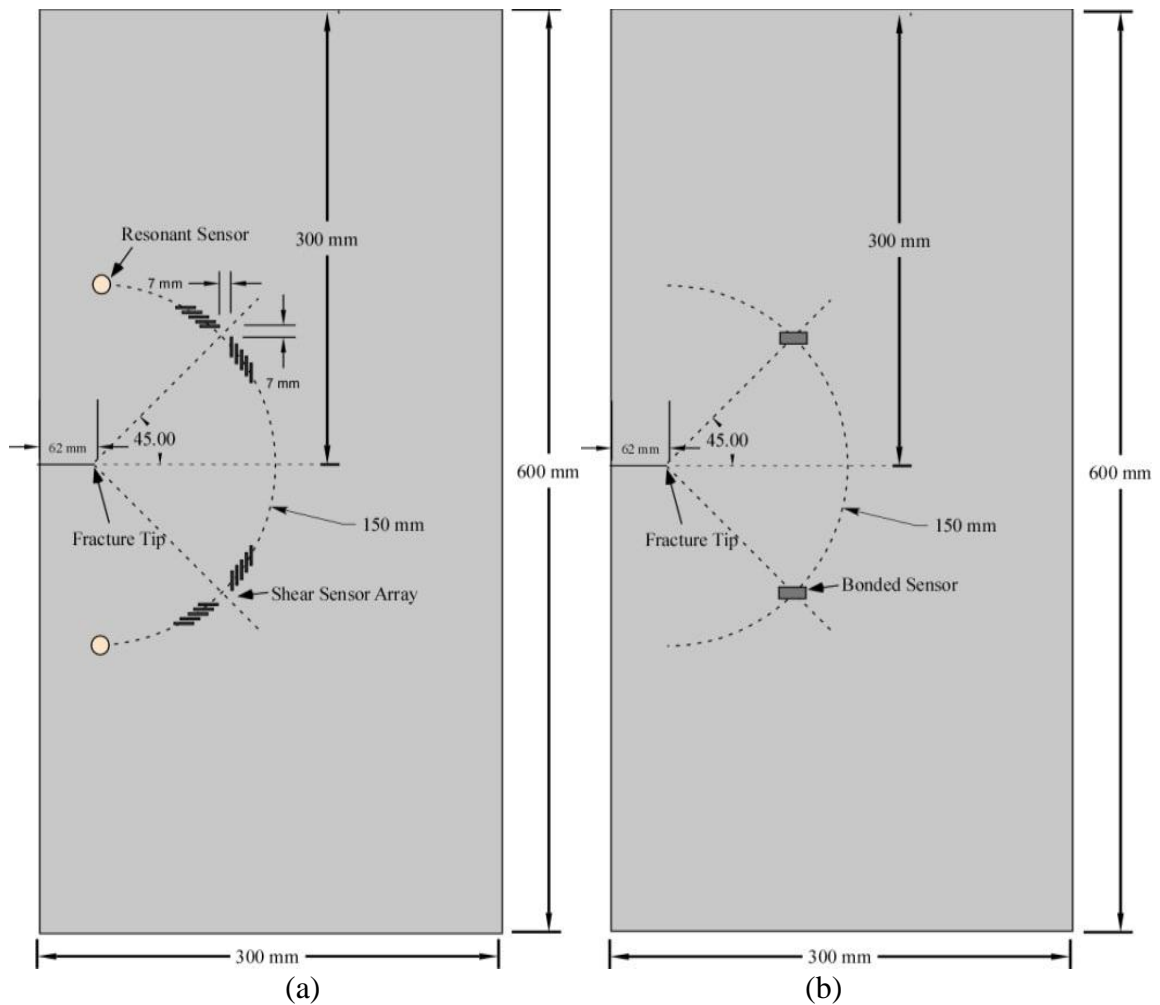 Resonant Sensor
7 mm
300 mm
7 mm
62 mm
45.00
600 mm
Fracture Tip
150 mm
Shear Sensor Array
300 mm
(a)
300 mm
62 mm
45.00
600 mm
Fracture Tip
150 mm
Bonded Sensor
300 mm
(b)